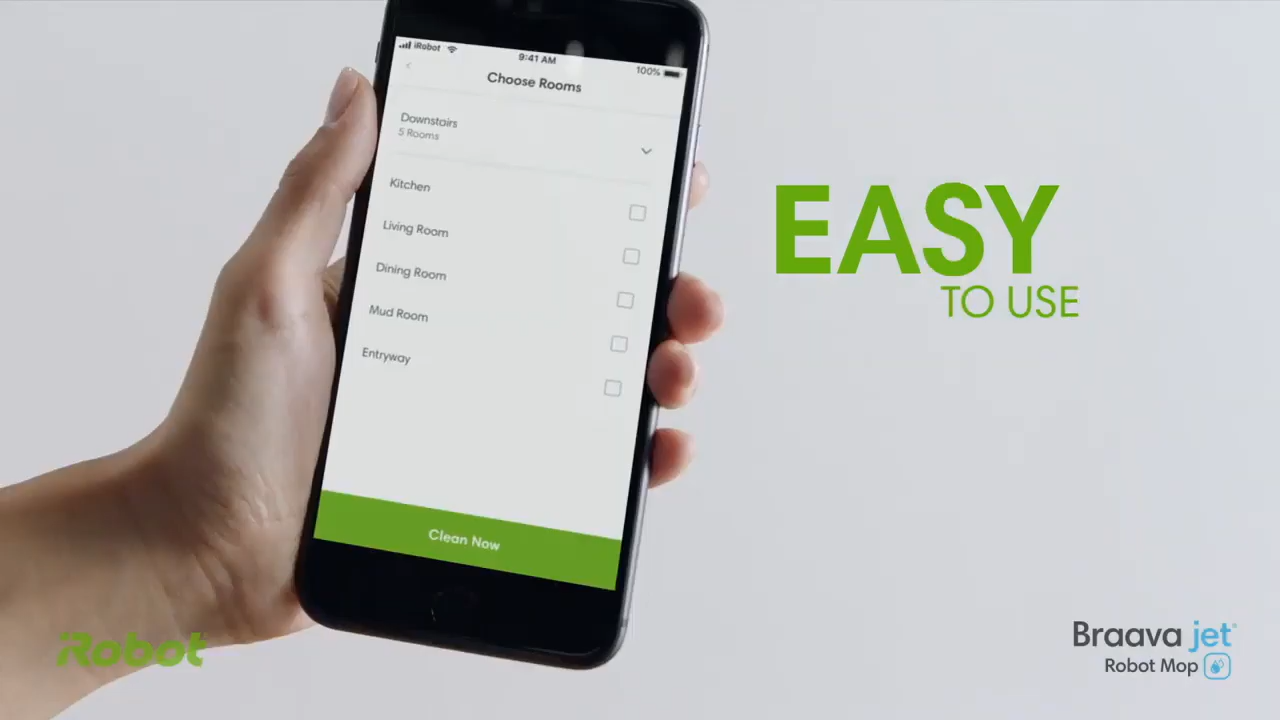 iRobot
9:41 AM
100%
Choose Rooms
Downstairs
5 Rooms
Kitchen
Living Room
Dining Room
Mud Room
Entryway
Clean Now
EASY
TO USE
iRobot
Braava jet®
Robot Mop